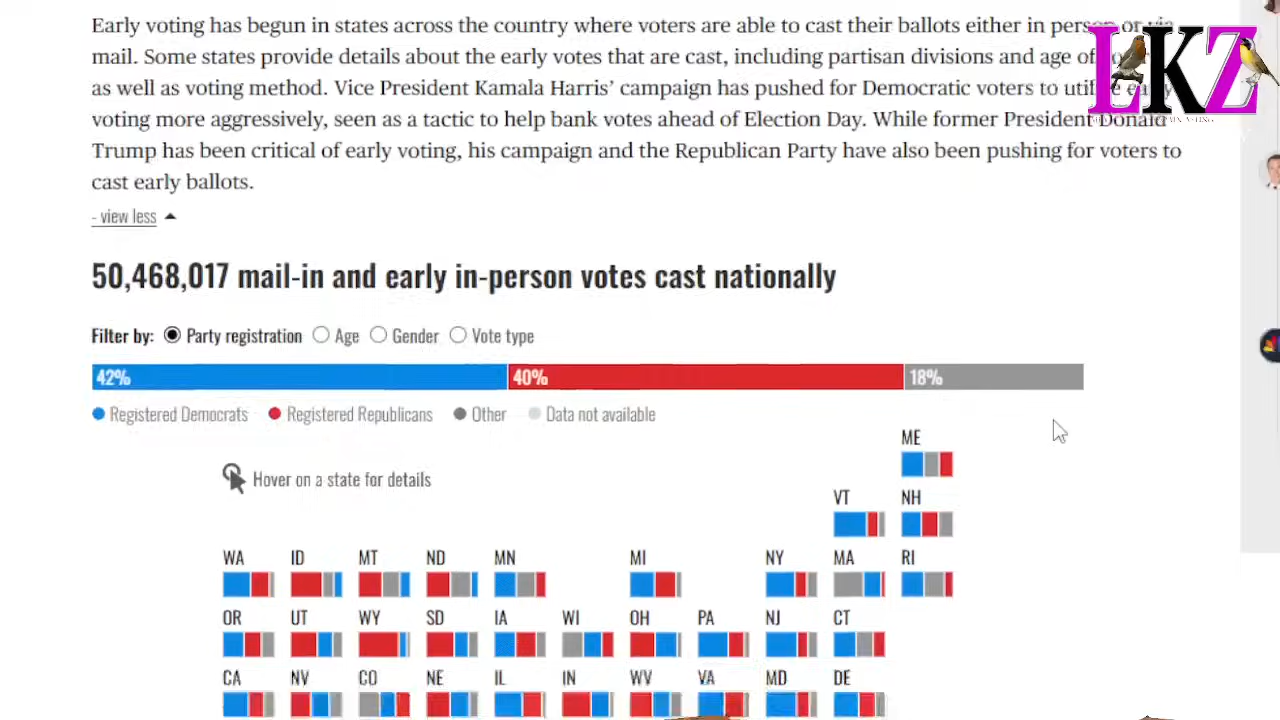 Early voting has begun in states across the country where voters are able to cast their ballots either in person or via
mail. Some states provide details about the early votes that are cast, including partisan divisions and age of
as well as voting method. Vice President Kamala Harris’ campaign has pushed for Democratic voters to utilize early
voting more aggressively, seen as a tactic to help bank votes ahead of Election Day. While former President Donald
Trump has been critical of early voting, his campaign and the Republican Party have also been pushing for voters to
cast early ballots.
LKZ
- view less
50,468,017 mail-in and early in-person votes cast nationally
Filter by: Party registration Age Gender Vote type
42% 40% 18%
Registered Democrats Registered Republicans Other Data not available
ME
Hover on a state for details
VT NH
WA ID MT ND MN MI NY MA RI
OR UT WY SD IA WI OH PA NJ CT
CA NV CO NE IL IN WV VA MD DE